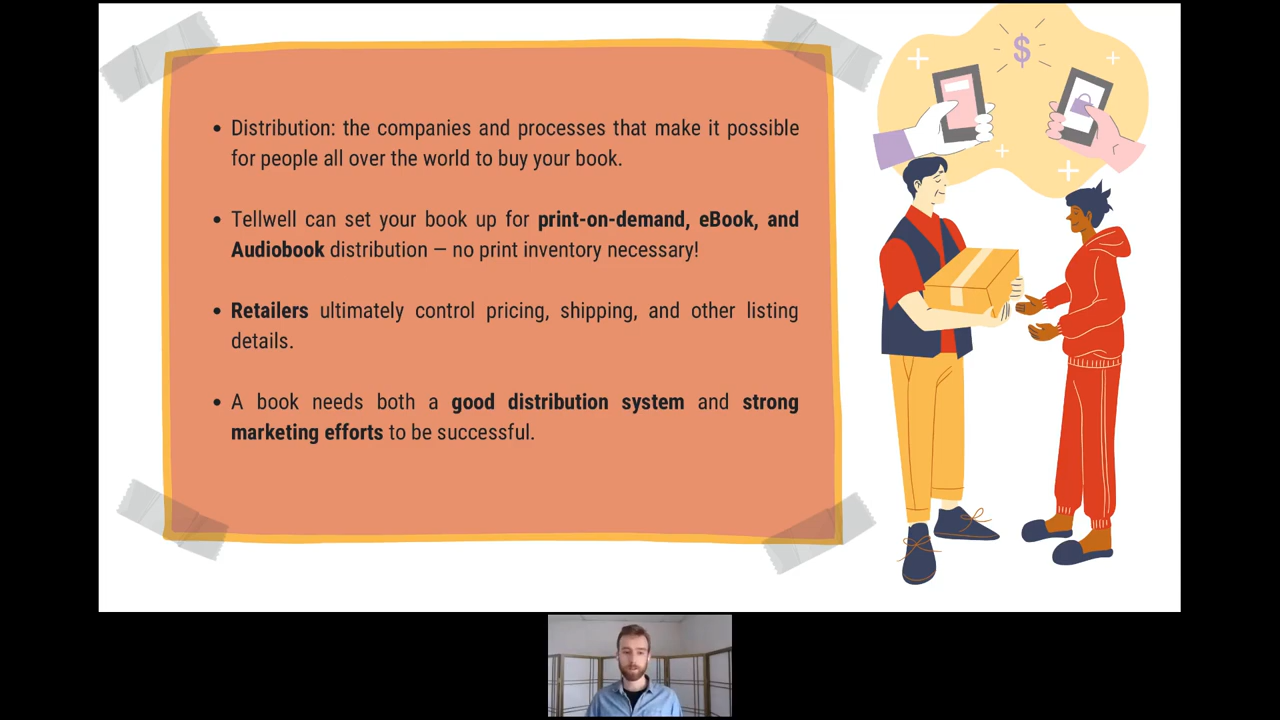 $
• Distribution: the companies and processes that make it possible
for people all over the world to buy your book.
• Tellwell can set your book up for print-on-demand, eBook, and
Audiobook distribution — no print inventory necessary!
• Retailers ultimately control pricing, shipping, and other listing
details.
• A book needs both a good distribution system and strong
marketing efforts to be successful.